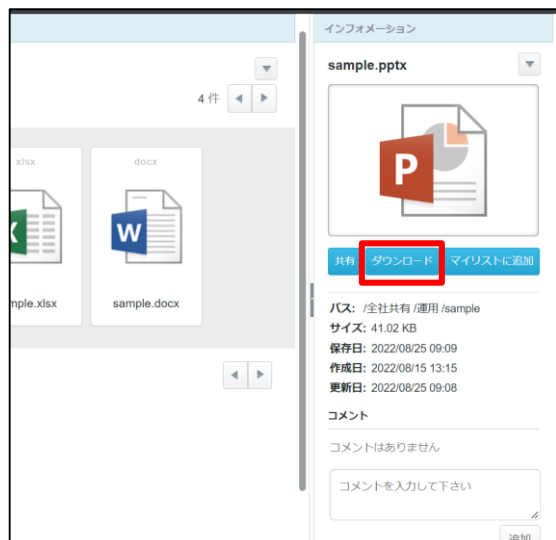 インフォメーション
sample.pptx
4 件
xlsx
docx
P
W
mple.xlsx
sample.docx
共有
ダウンロード
マイリストに追加
パス: /全社共有 /運用 /sample
サイズ: 41.02 KB
保存日: 2022/08/25 09:09
作成日: 2022/08/15 13:15
更新日: 2022/08/25 09:08
コメント
コメントはありません
コメントを入力して下さい
追加